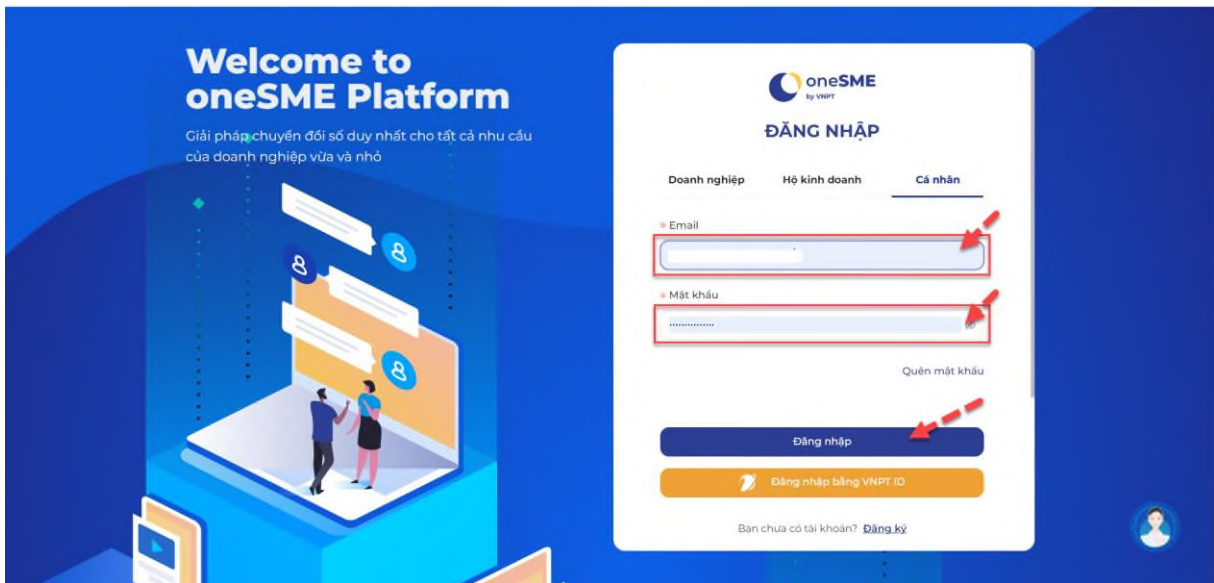 Welcome to
oneSME Platform
Giải pháp chuyển đổi số duy nhất cho tất cả nhu cầu
của doanh nghiệp vừa và nhỏ
oneSME
by VNPT
ĐĂNG NHẬP
Doanh nghiệp Hộ kinh doanh Cá nhân
* Email
* Mật khẩu
Quên mật khẩu
Đăng nhập
Đăng nhập bằng VNPT ID
Bạn chưa có tài khoản? Đăng ký